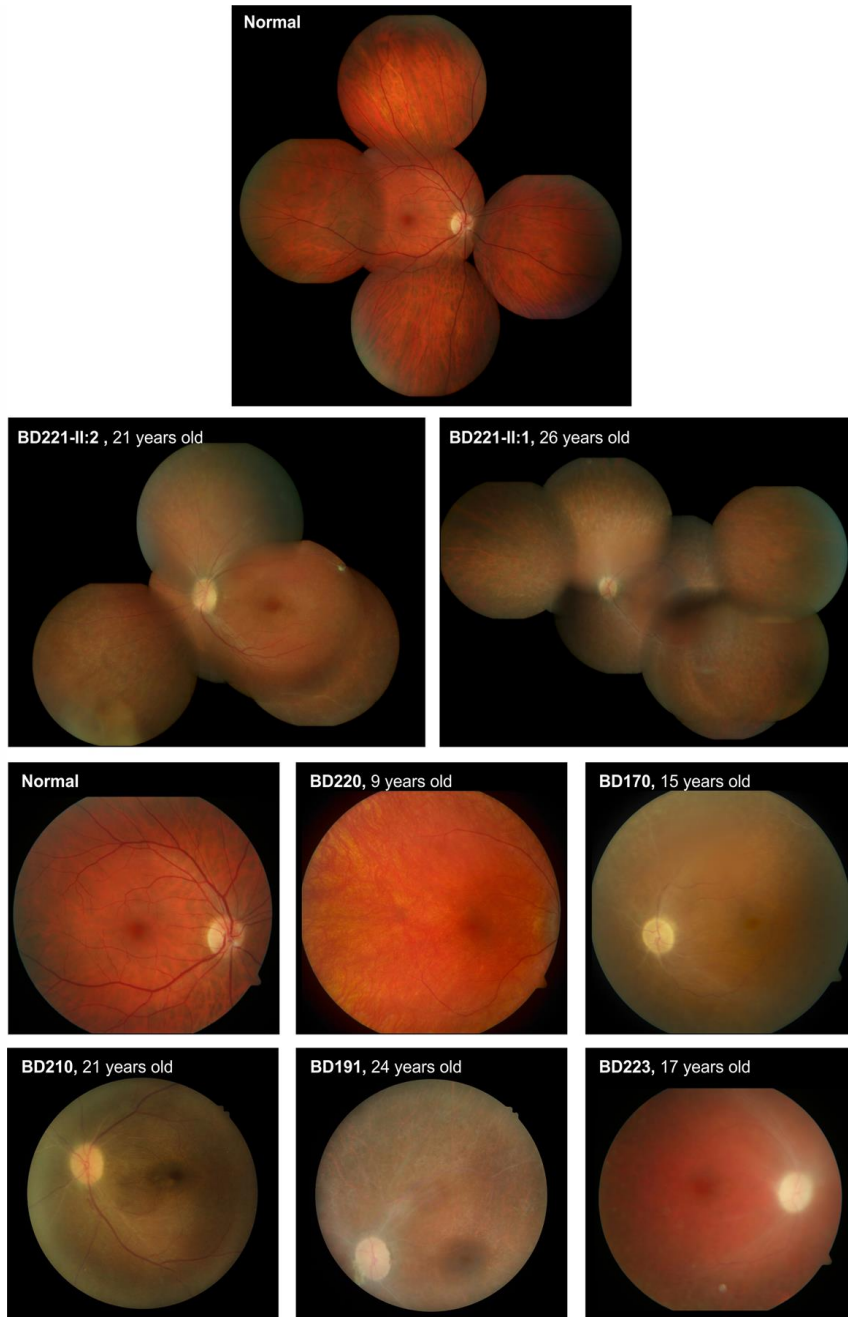 Normal
BD221-II:2 , 21 years old
BD221-II:1, 26 years old
Normal
BD220, 9 years old
BD170, 15 years old
BD210, 21 years old
BD191, 24 years old
BD223, 17 years old